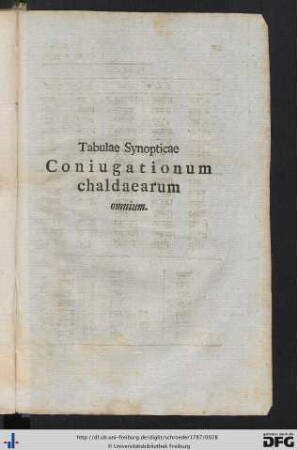 Tabulae Synopticae
Coniugationum
chaldaearum
omnium.
http://dl.ub.uni-freiburg.de/diglit/schroeder1787/0028
© Universitätsbibliothek Freiburg
DFG